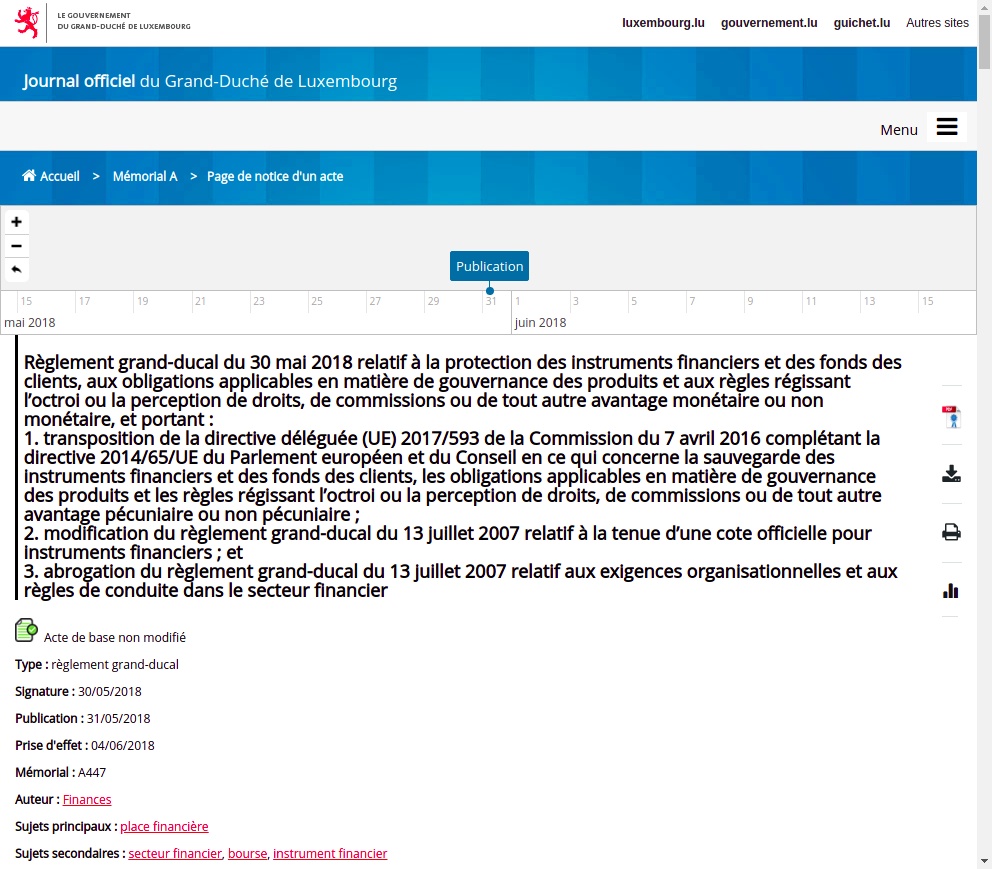 LE GOUVERNEMENT
DU GRAND-DUCHÉ DE LUXEMBOURG
luxembourg.lu gouvernement.lu guichet.lu Autres sites
Journal officiel du Grand-Duché de Luxembourg
Menu
Accueil > Mémorial A > Page de notice d'un acte
+
−
Publication
15 17 19 21 23 25 27 29 31 1 3 5 7 9 11 13 15
mai 2018 juin 2018
Règlement grand-ducal du 30 mai 2018 relatif à la protection des instruments financiers et des fonds des
clients, aux obligations applicables en matière de gouvernance des produits et aux règles régissant
l’octroi ou la perception de droits, de commissions ou de tout autre avantage monétaire ou non
monétaire, et portant :
1. transposition de la directive déléguée (UE) 2017/593 de la Commission du 7 avril 2016 complétant la
directive 2014/65/UE du Parlement européen et du Conseil en ce qui concerne la sauvegarde des
instruments financiers et des fonds des clients, les obligations applicables en matière de gouvernance
des produits et les règles régissant l’octroi ou la perception de droits, de commissions ou de tout autre
avantage pécuniaire ou non pécuniaire ;
2. modification du règlement grand-ducal du 13 juillet 2007 relatif à la tenue d’une cote officielle pour
instruments financiers ; et
3. abrogation du règlement grand-ducal du 13 juillet 2007 relatif aux exigences organisationnelles et aux
règles de conduite dans le secteur financier
PDF
Acte de base non modifié
Type : règlement grand-ducal
Signature : 30/05/2018
Publication : 31/05/2018
Prise d'effet : 04/06/2018
Mémorial : A447
Auteur : Finances
Sujets principaux : place financière
Sujets secondaires : secteur financier, bourse, instrument financier